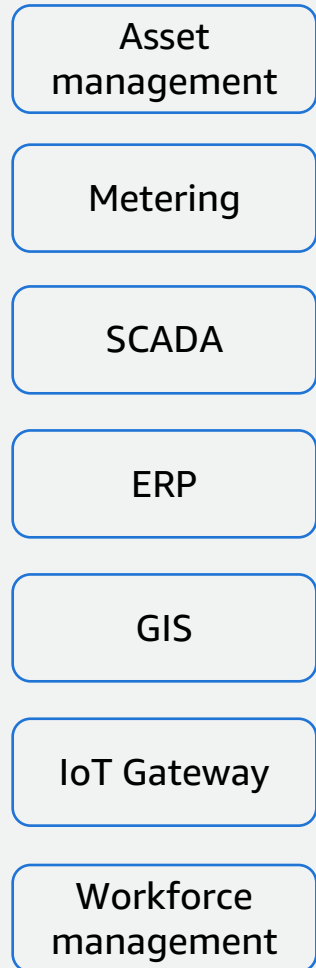 Asset
management
Metering
SCADA
ERP
GIS
IoT Gateway
Workforce
management